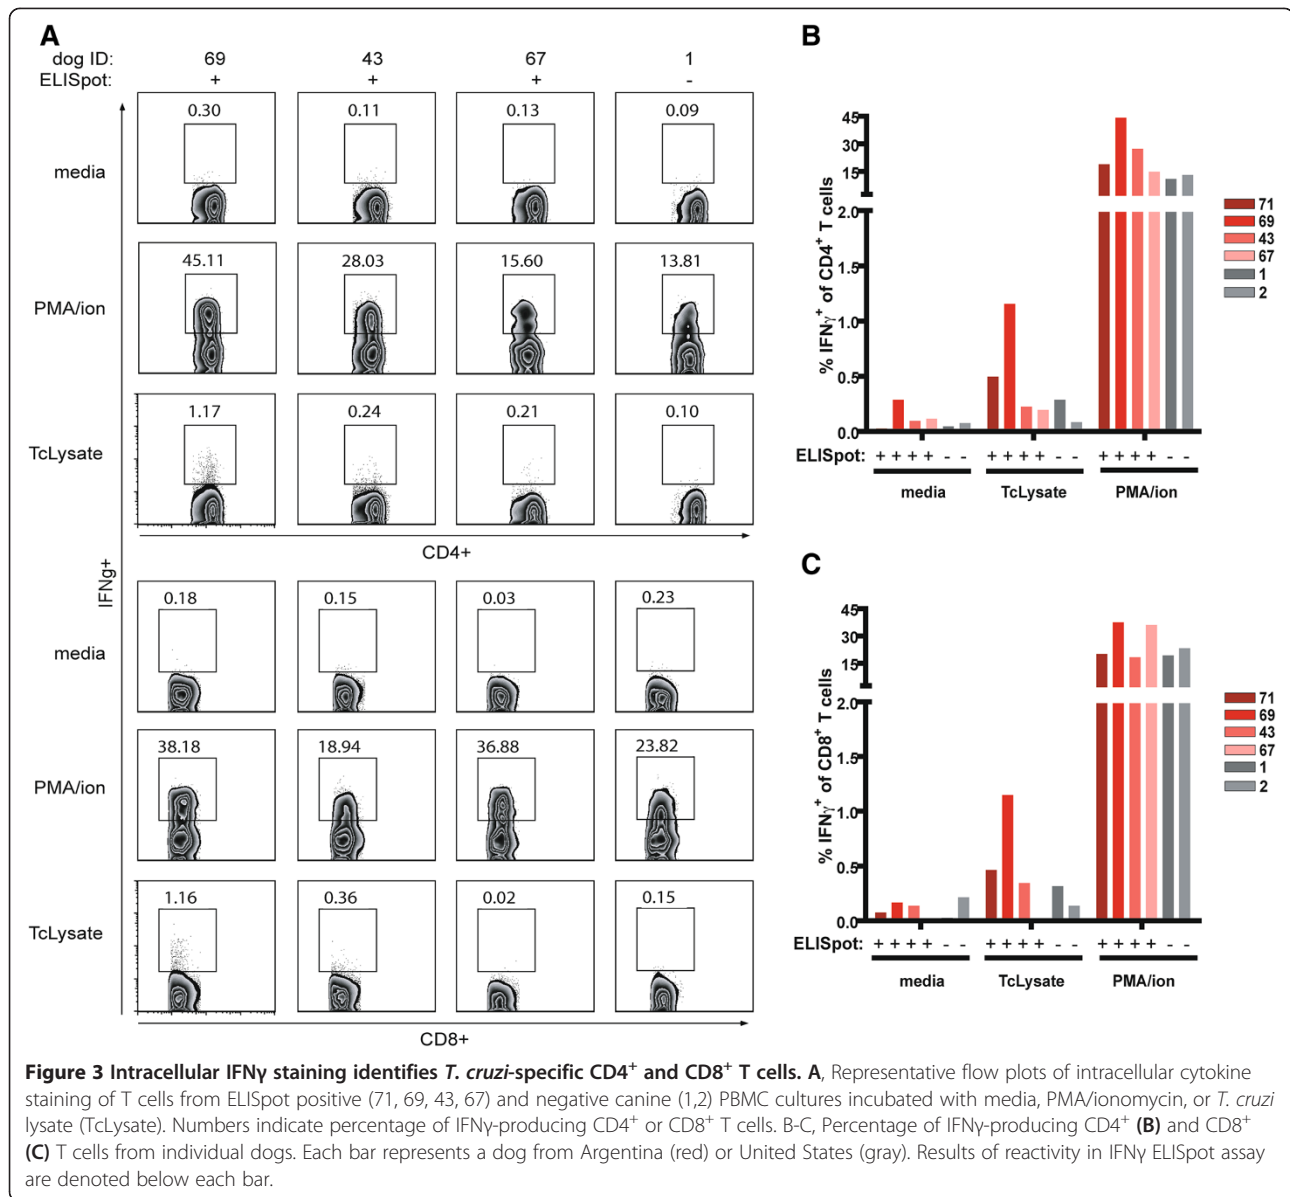 A
dog ID: 69 43 67 1
ELISpot: + + + -
media 0.30 0.11 0.13 0.09
PMA/ion 45.11 28.03 15.60 13.81
TcLysate 1.17 0.24 0.21 0.10
CD4+
IFNg+
media 0.18 0.15 0.03 0.23
PMA/ion 38.18 18.94 36.88 23.82
TcLysate 1.16 0.36 0.02 0.15
CD8+
B
% IFNγ+ of CD4+ T cells
45
30
15
2.0
1.5
1.0
0.5
0.0
71
69
43
67
1
2
ELISpot: + + + + - - + + + + - - + + + + - -
media TcLysate PMA/ion
C
% IFNγ+ of CD8+ T cells
45
30
15
2.0
1.5
1.0
0.5
0.0
71
69
43
67
1
2
ELISpot: + + + + - - + + + + - - + + + + - -
media TcLysate PMA/ion
Figure 3 Intracellular IFNγ staining identifies T. cruzi-specific CD4+ and CD8+ T cells. A, Representative flow plots of intracellular cytokine
staining of T cells from ELISpot positive (71, 69, 43, 67) and negative canine (1,2) PBMC cultures incubated with media, PMA/ionomycin, or T. cruzi
lysate (TcLysate). Numbers indicate percentage of IFNγ-producing CD4+ or CD8+ T cells. B-C, Percentage of IFNγ-producing CD4+ (B) and CD8+
(C) T cells from individual dogs. Each bar represents a dog from Argentina (red) or United States (gray). Results of reactivity in IFNγ ELISpot assay
are denoted below each bar.